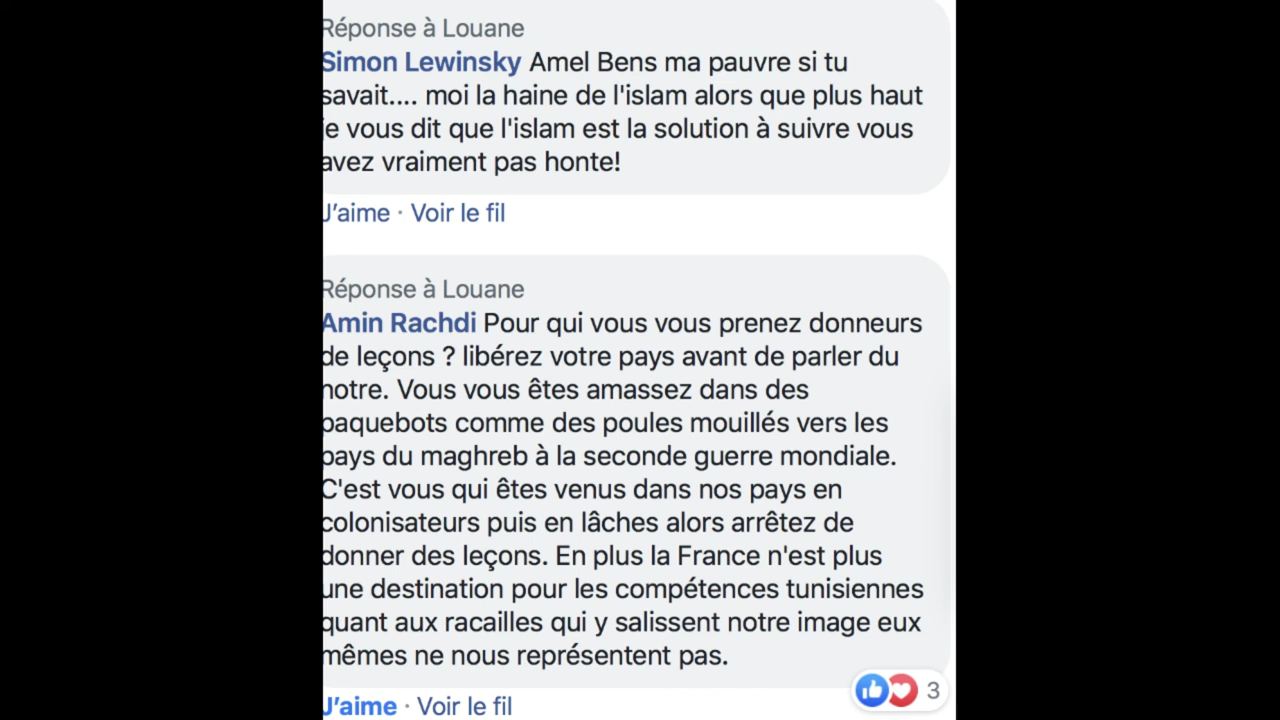 Réponse à Louane
Simon Lewinsky Amel Bens ma pauvre si tu
savait.... moi la haine de l'islam alors que plus haut
je vous dit que l'islam est la solution à suivre vous
avez vraiment pas honte!
J'aime · Voir le fil
Réponse à Louane
Amin Rachdi Pour qui vous vous prenez donneurs
de leçons ? libérez votre pays avant de parler du
notre. Vous vous êtes amassez dans des
paquebots comme des poules mouillés vers les
pays du maghreb à la seconde guerre mondiale.
C'est vous qui êtes venus dans nos pays en
colonisateurs puis en lâches alors arrêtez de
donner des leçons. En plus la France n'est plus
une destination pour les compétences tunisiennes
quant aux racailles qui y salissent notre image eux
mêmes ne nous représentent pas.
3
J'aime · Voir le fil